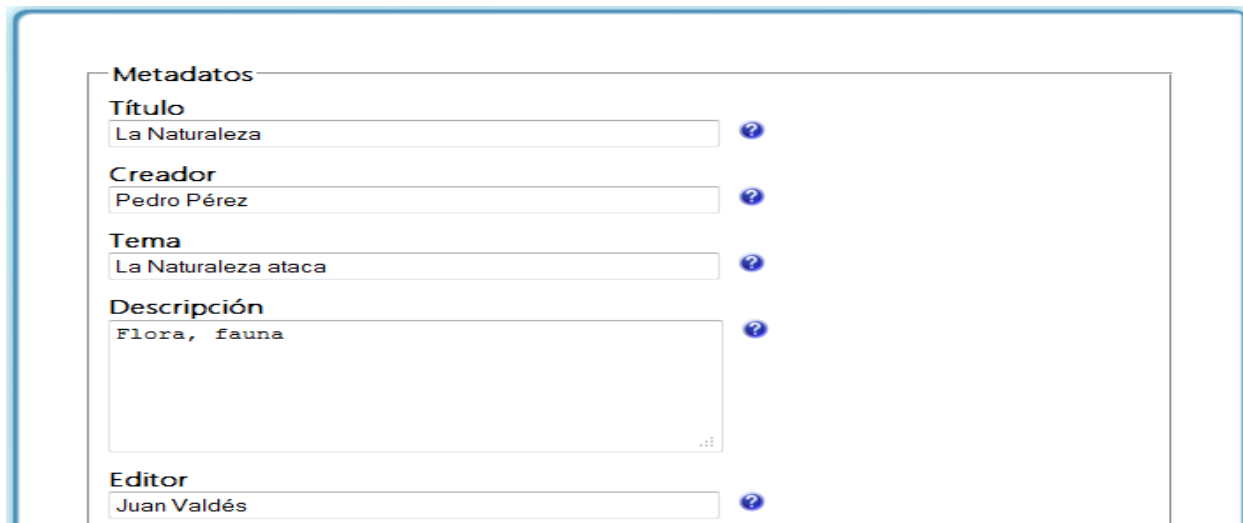 Metadatos
Título
La Naturaleza
Creador
Pedro Pérez
Tema
La Naturaleza ataca
Descripción
Flora, fauna
Editor
Juan Valdés